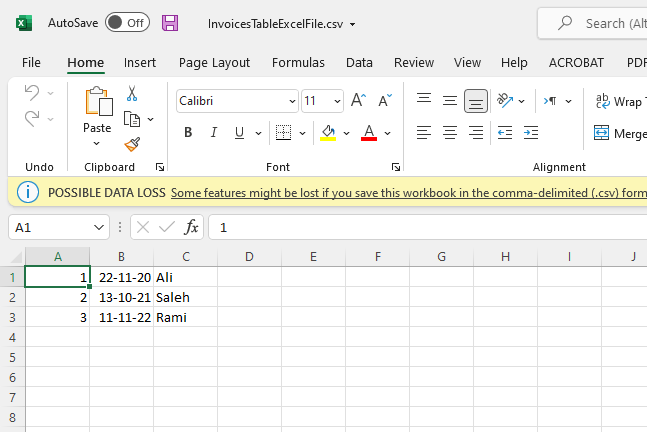 AutoSave Off InvoicesTableExcelFile.csv Search (Alt
File Home Insert Page Layout Formulas Data Review View Help ACROBAT PDF
Calibri 11 A^ Aˇ ab Wrap T
Paste B I U A Merge
Undo Clipboard Font Alignment
POSSIBLE DATA LOSS Some features might be lost if you save this workbook in the comma-delimited (.csv) form
A1 fx 1
A B C D E F G H I J
1 1 22-11-20 Ali
2 2 13-10-21 Saleh
3 3 11-11-22 Rami
4
5
6
7
8